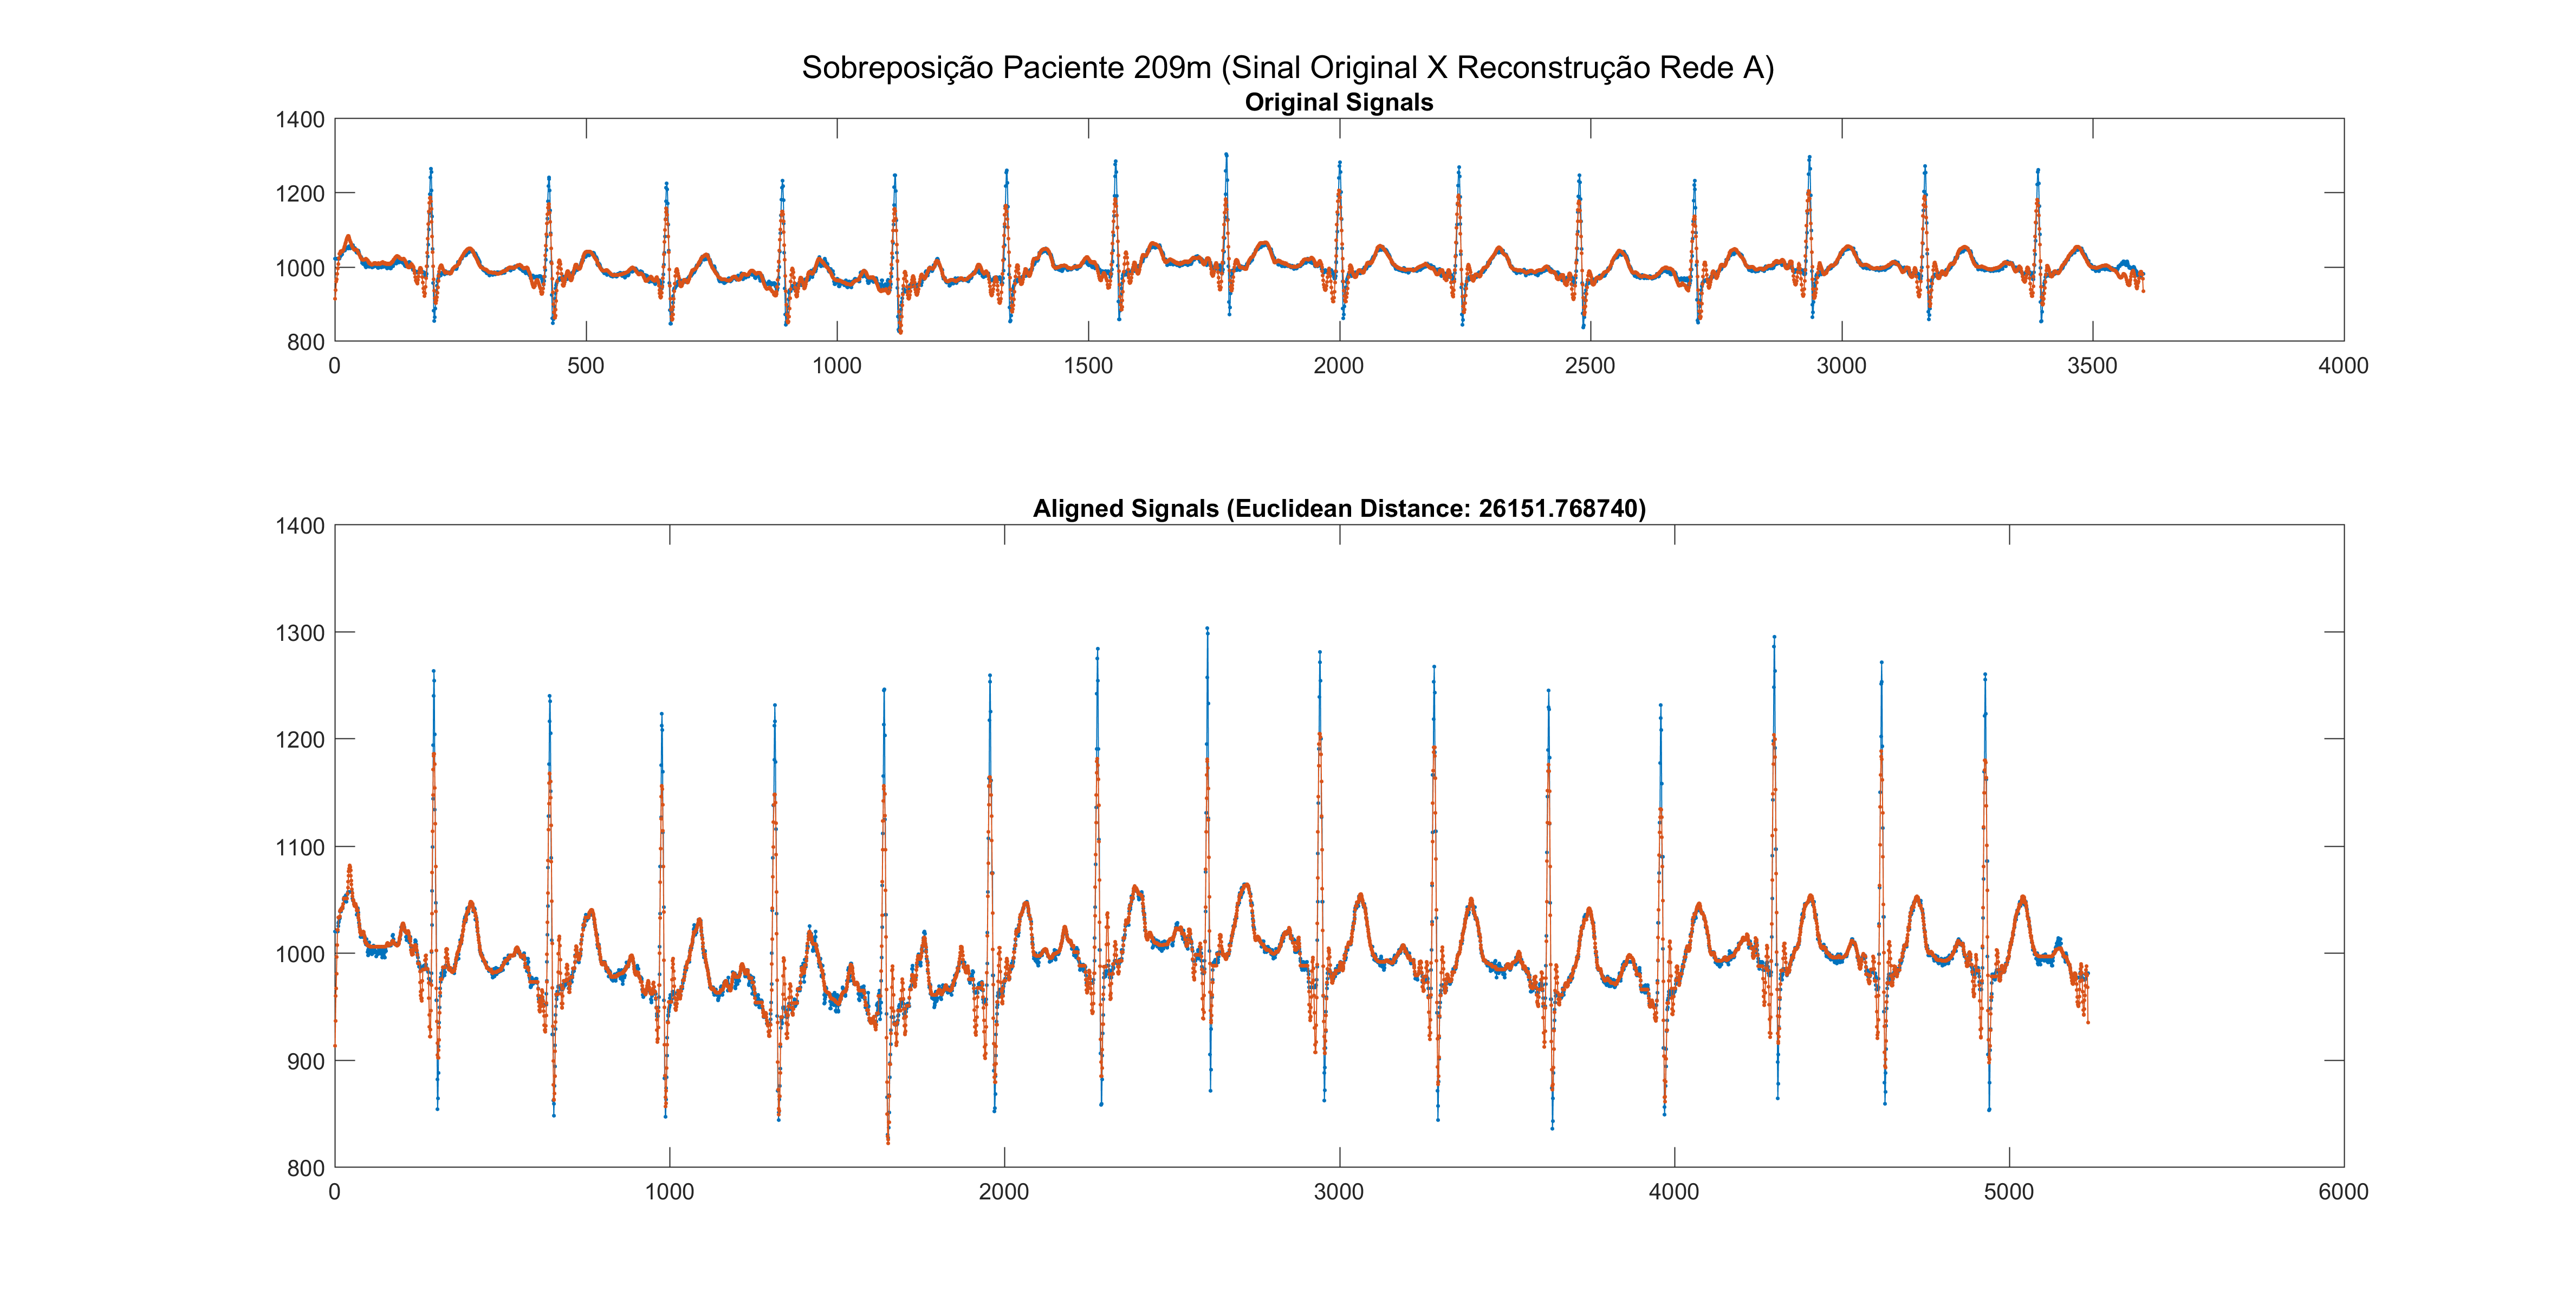 Sobreposição Paciente 209m (Sinal Original X Reconstrução Rede A)
Original Signals
1400
1200
1000
800
0 500 1000 1500 2000 2500 3000 3500 4000
Aligned Signals (Euclidean Distance: 26151.768740)
1400
1300
1200
1100
1000
900
800
0 1000 2000 3000 4000 5000 6000